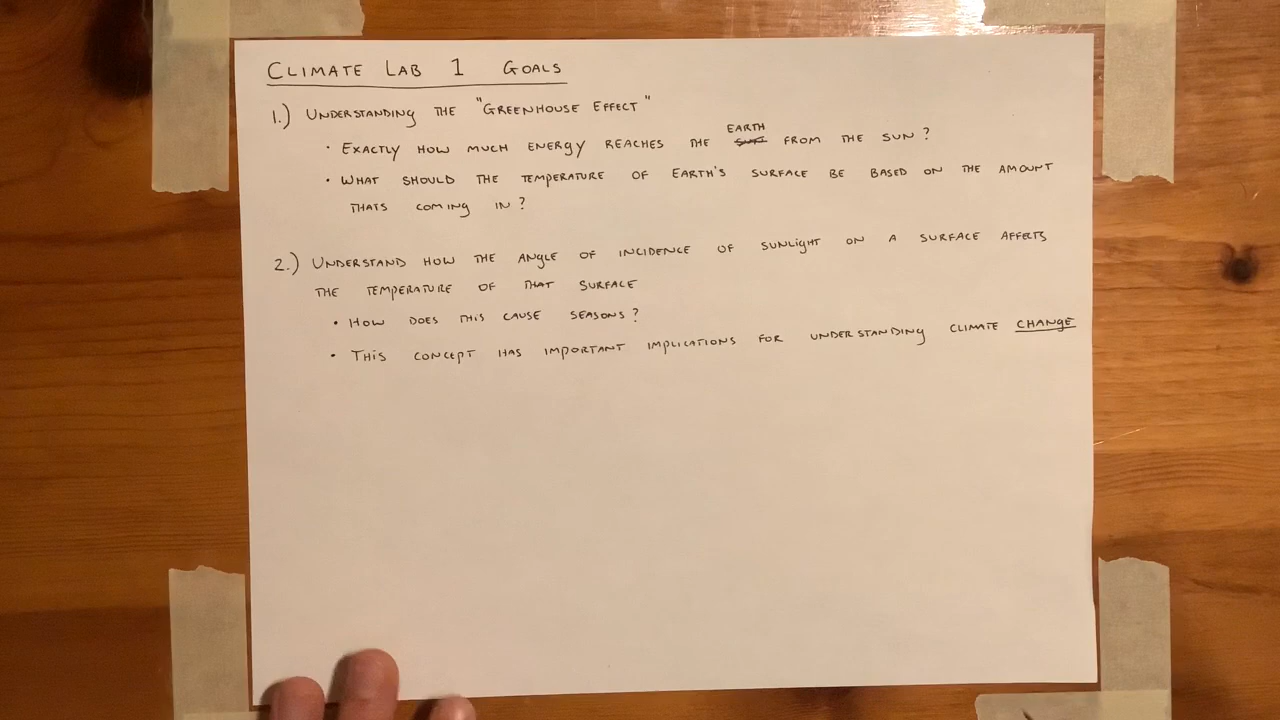 CLIMATE LAB 1 GOALS
1.) UNDERSTANDING THE "GREENHOUSE EFFECT"
• EXACTLY HOW MUCH ENERGY REACHES THE EARTH FROM THE SUN?
• WHAT SHOULD THE TEMPERATURE OF EARTH'S SURFACE BE BASED ON THE AMOUNT
THATS COMING IN?
2.) UNDERSTAND HOW THE ANGLE OF INCIDENCE OF SUNLIGHT ON A SURFACE AFFECTS
THE TEMPERATURE OF THAT SURFACE
• HOW DOES THIS CAUSE SEASONS?
• THIS CONCEPT HAS IMPORTANT IMPLICATIONS FOR UNDERSTANDING CLIMATE CHANGE